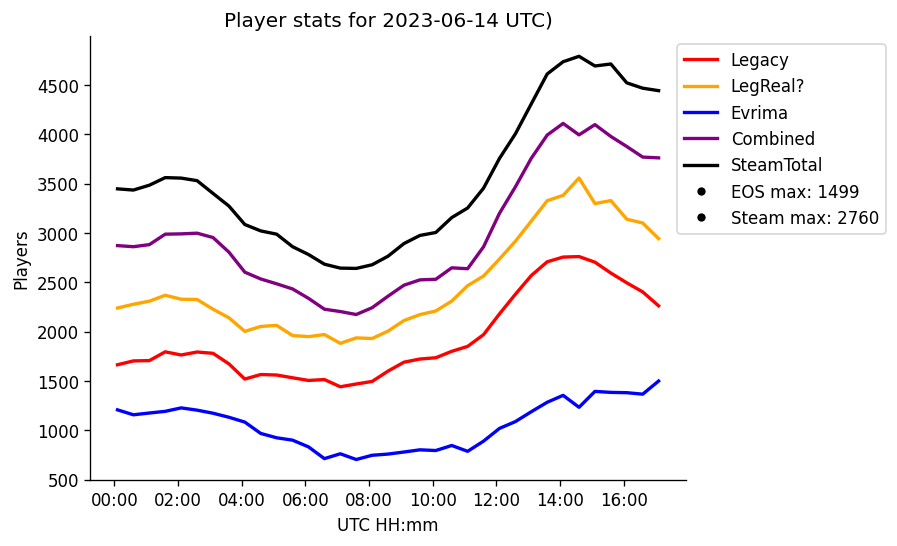 Player stats for 2023-06-14 UTC)
Legacy
LegReal?
Evrima
Combined
SteamTotal
EOS max: 1499
Steam max: 2760
Players
4500
4000
3500
3000
2500
2000
1500
1000
500
00:00 02:00 04:00 06:00 08:00 10:00 12:00 14:00 16:00
UTC HH:mm